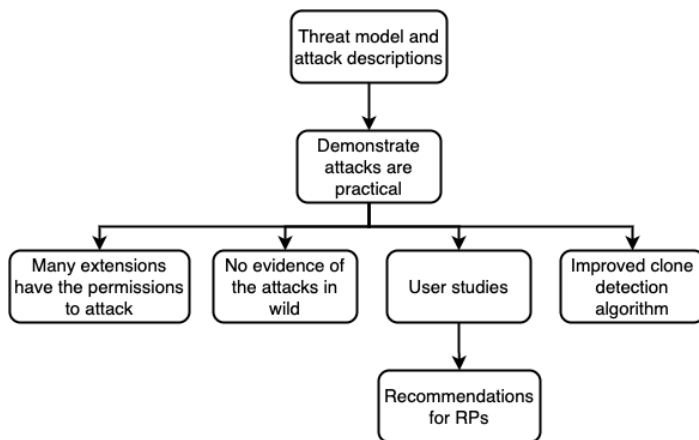 Threat model and
attack descriptions
Demonstrate
attacks are
practical
Many extensions
have the permissions
to attack
No evidence of
the attacks in
wild
User studies
Improved clone
detection
algorithm
Recommendations
for RPs